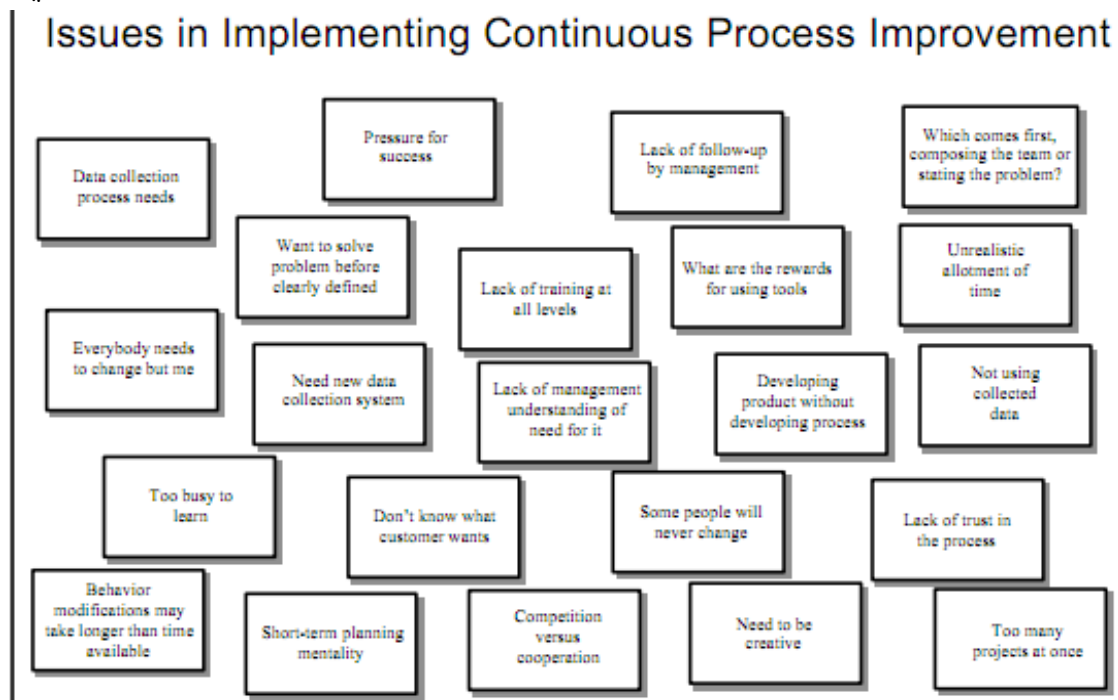 Issues in Implementing Continuous Process Improvement
Data collection
process needs
Pressure for
success
Lack of follow-up
by management
Which comes first,
composing the team or
stating the problem?
Want to solve
problem before
clearly defined
Lack of training at
all levels
What are the rewards
for using tools
Unrealistic
allotment of
time
Everybody needs
to change but me
Need new data
collection system
Lack of management
understanding of
need for it
Developing
product without
developing process
Not using
collected
data
Too busy to
learn
Don't know what
customer wants
Some people will
never change
Lack of trust in
the process
Behavior
modifications may
take longer than time
available
Short-term planning
mentality
Competition
versus
cooperation
Need to be
creative
Too many
projects at once